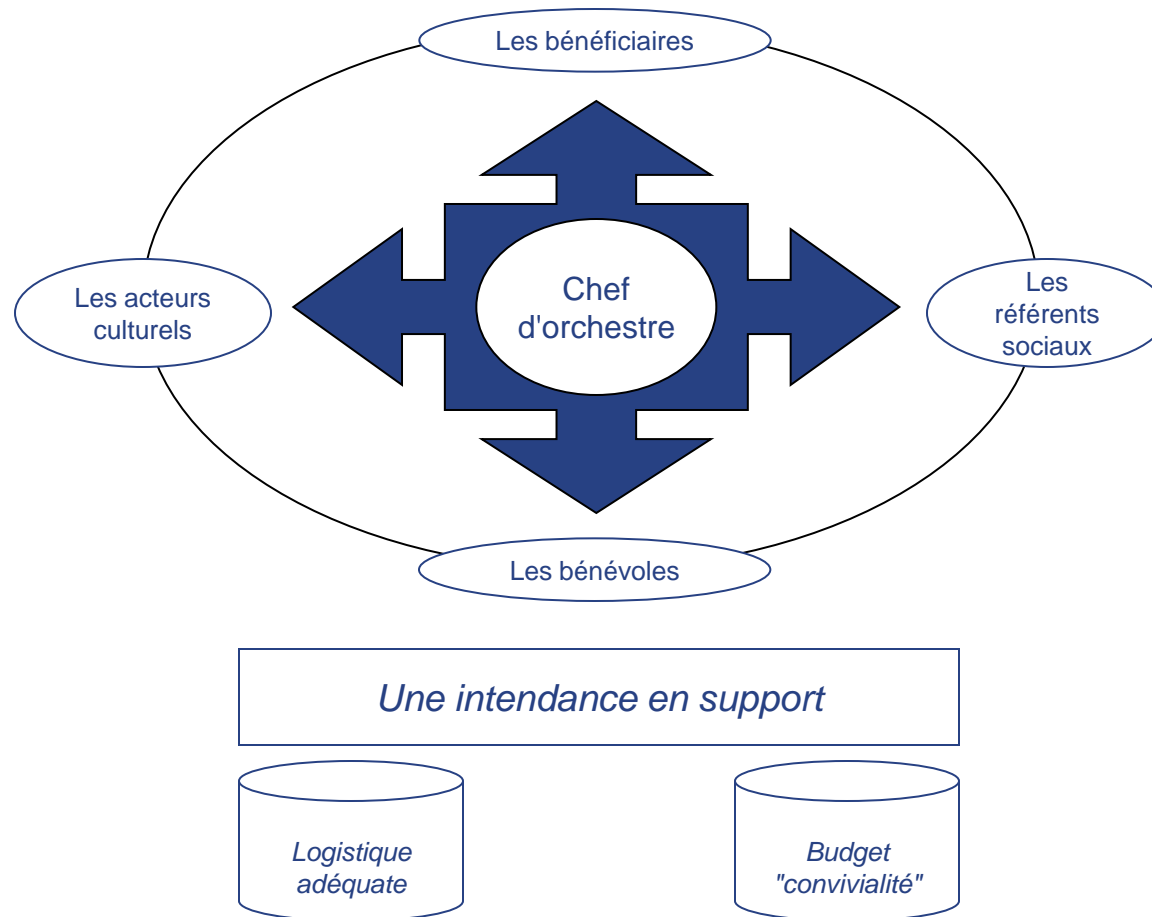 Les bénéficiaires
Les acteurs
culturels
Chef
d'orchestre
Les
référents
sociaux
Les bénévoles
Une intendance en support
Logistique
adéquate
Budget
"convivialité"